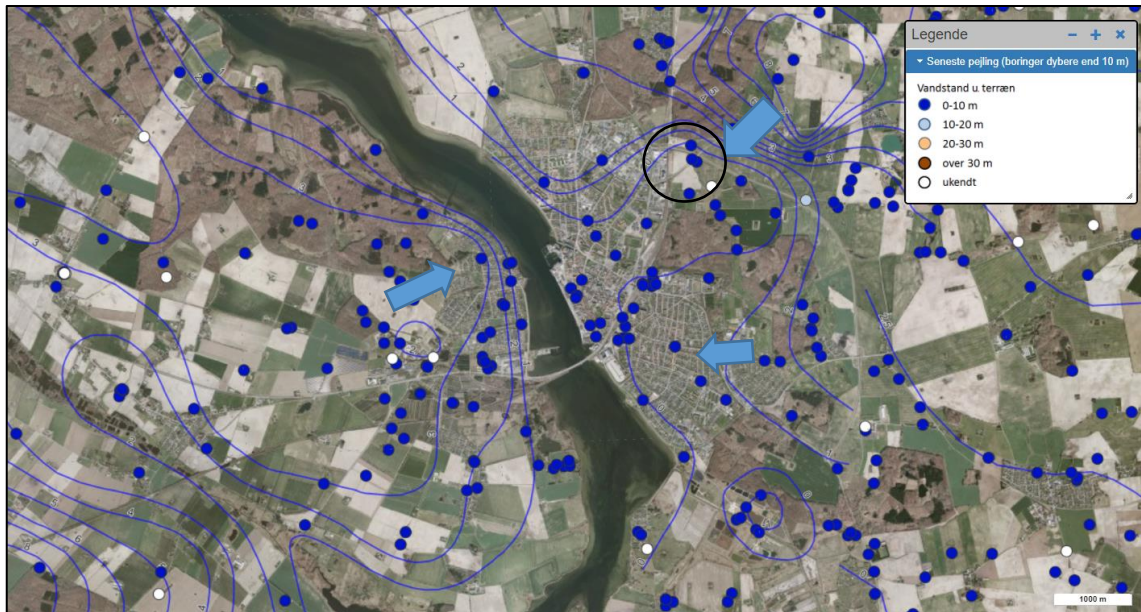 Legende
Seneste pejling (boringer dybere end 10 m)
Vandstand u. terræn
0-10 m
10-20 m
20-30 m
over 30 m
ukendt
1000 m